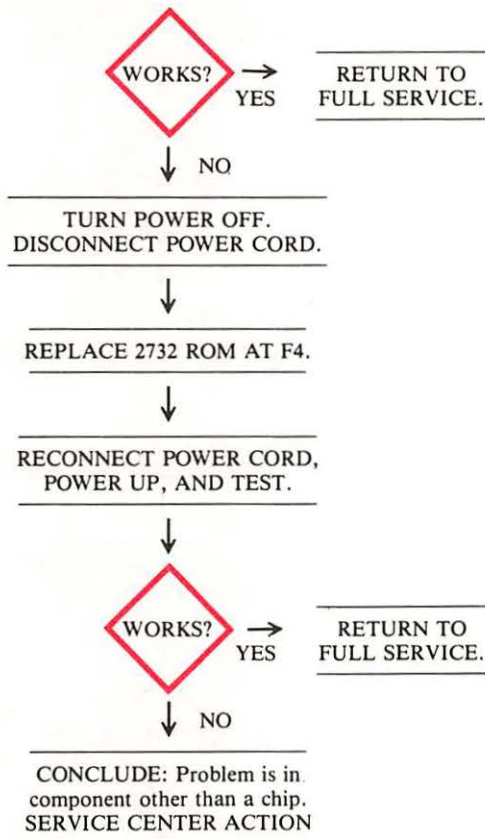 WORKS?
YES
RETURN TO
FULL SERVICE.
NO
TURN POWER OFF.
DISCONNECT POWER CORD.
REPLACE 2732 ROM AT F4.
RECONNECT POWER CORD,
POWER UP, AND TEST.
WORKS?
YES
RETURN TO
FULL SERVICE.
NO
CONCLUDE: Problem is in
component other than a chip.
SERVICE CENTER ACTION